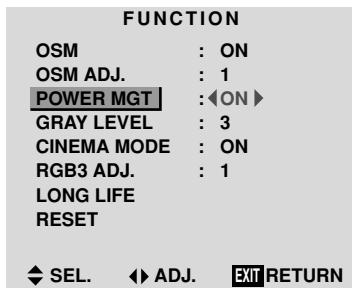 FUNCTION
OSM : ON
OSM ADJ. : 1
POWER MGT : ON
GRAY LEVEL : 3
CINEMA MODE : ON
RGB3 ADJ. : 1
LONG LIFE
RESET
SEL. ADJ. EXIT RETURN